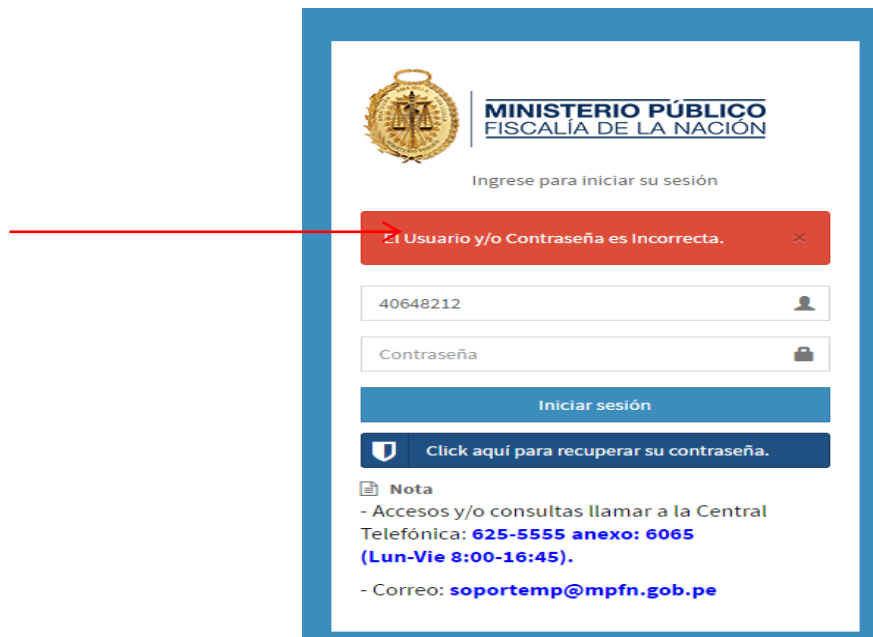 MINISTERIO PÚBLICO
FISCALÍA DE LA NACIÓN
Ingrese para iniciar su sesión
El Usuario y/o Contraseña es Incorrecta. ×
40648212
Contraseña
Iniciar sesión
Click aquí para recuperar su contraseña.
Nota
- Accesos y/o consultas llamar a la Central
Telefónica: 625-5555 anexo: 6065
(Lun-Vie 8:00-16:45).
- Correo: soportemp@mpfn.gob.pe